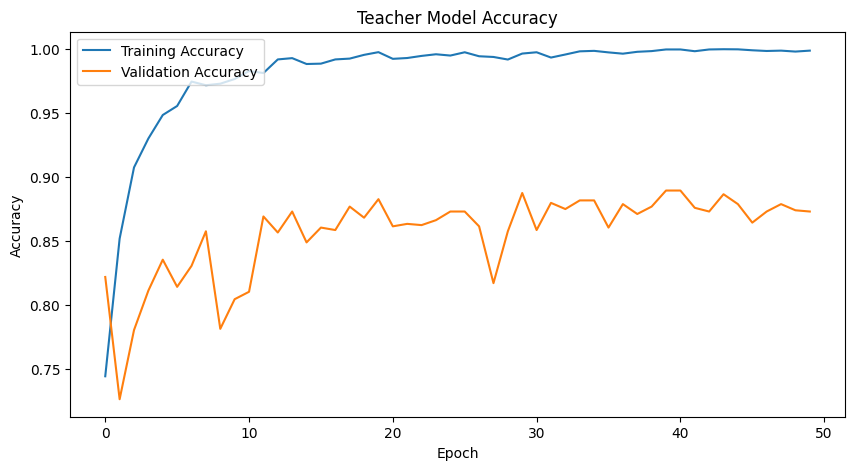 Teacher Model Accuracy
Training Accuracy
Validation Accuracy
1.00
0.95
0.90
0.85
0.80
0.75
Accuracy
0 10 20 30 40 50
Epoch